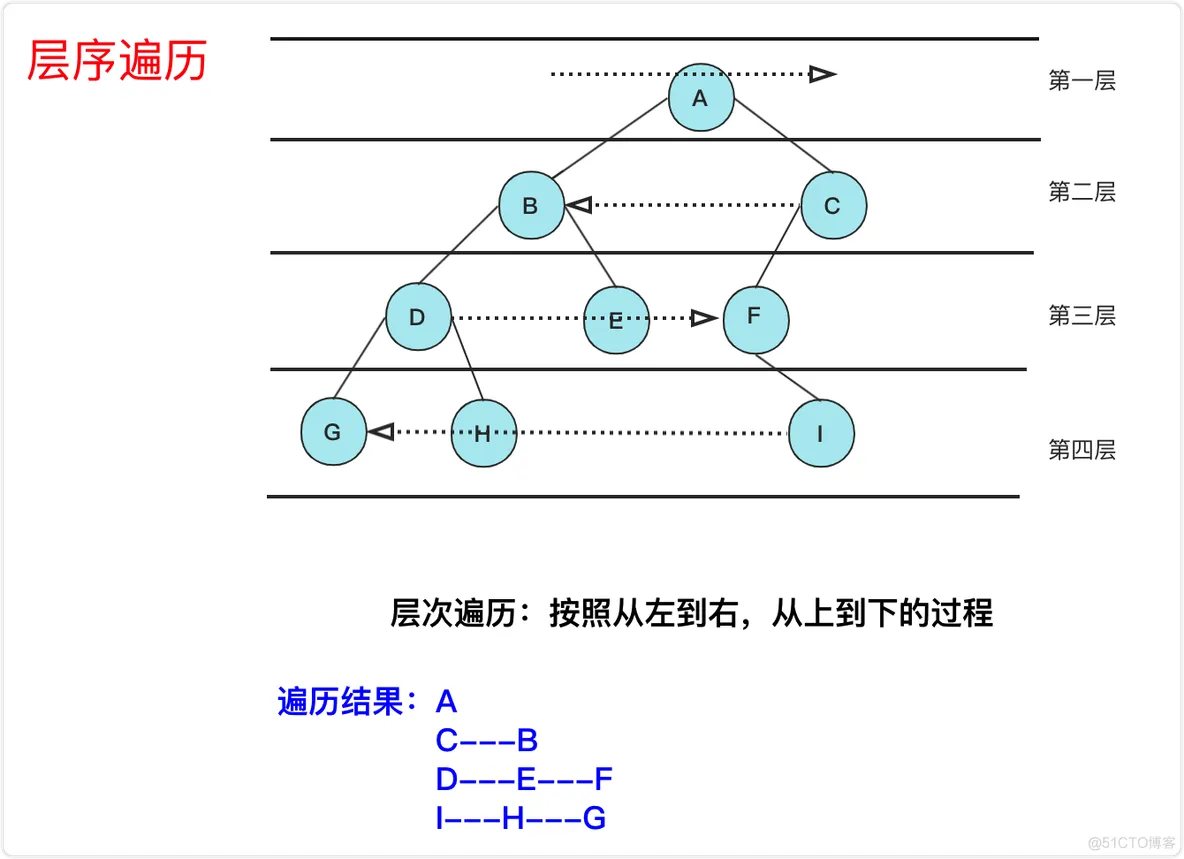 层序遍历
第一层
A
第二层
B
C
第三层
D
E
F
第四层
G
H
I
层次遍历：按照从左到右，从上到下的过程
遍历结果：A
C---B
D---E---F
I---H---G
@51CTO博客